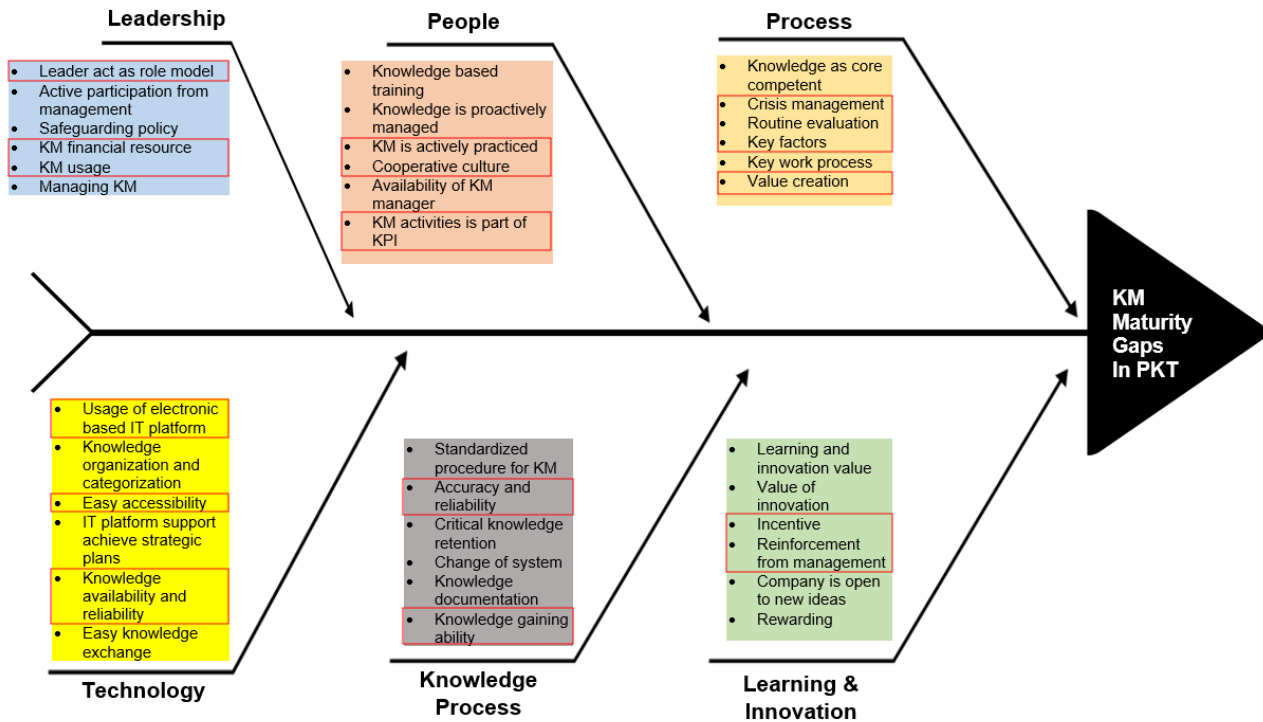 Leadership
People
Process
• Leader act as role model
• Active participation from
management
• Safeguarding policy
• KM financial resource
• KM usage
• Managing KM
• Knowledge based
training
• Knowledge is proactively
managed
• KM is actively practiced
• Cooperative culture
• Availability of KM
manager
• KM activities is part of
KPI
• Knowledge as core
competent
• Crisis management
• Routine evaluation
• Key factors
• Key work process
• Value creation
KM
Maturity
Gaps
In PKT
• Usage of electronic
based IT platform
• Knowledge
organization and
categorization
• Easy accessibility
• IT platform support
achieve strategic
plans
• Knowledge
availability and
reliability
• Easy knowledge
exchange
• Standardized
procedure for KM
• Accuracy and
reliability
• Critical knowledge
retention
• Change of system
• Knowledge
documentation
• Knowledge gaining
ability
• Learning and
innovation value
• Value of
innovation
• Incentive
• Reinforcement
from management
• Company is open
to new ideas
• Rewarding
Technology
Knowledge
Process
Learning &
Innovation